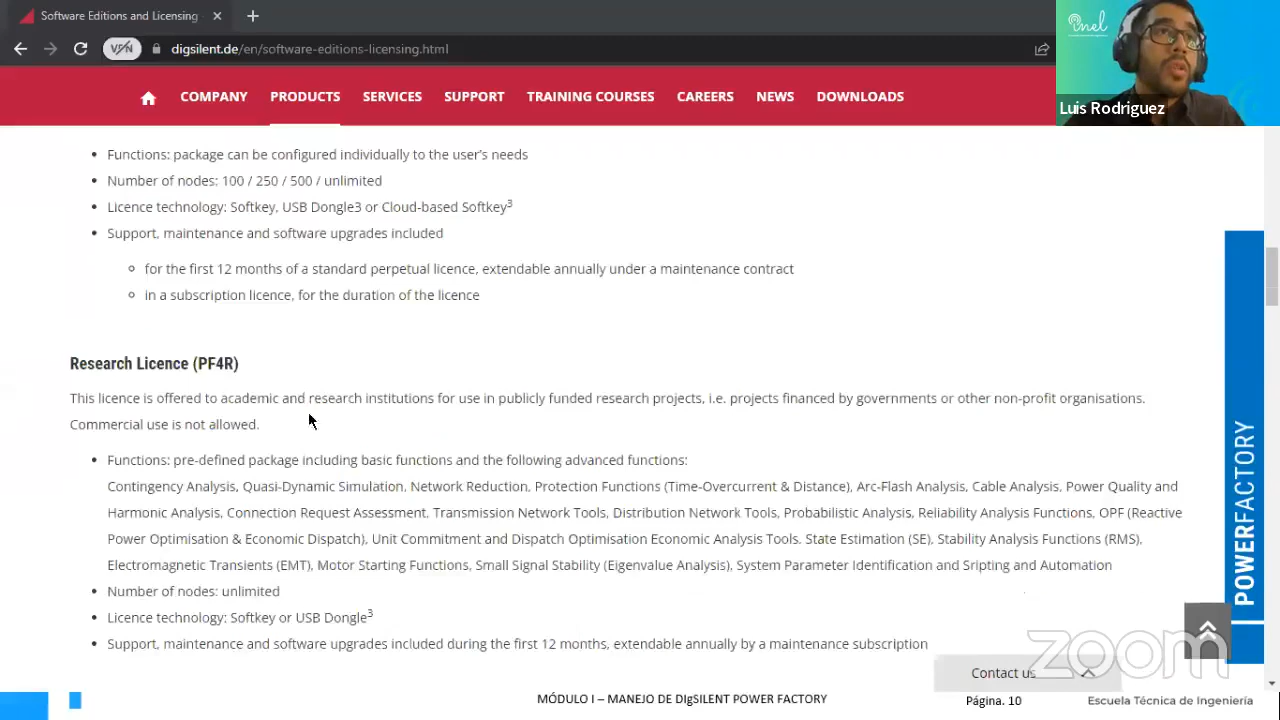 Software Editions and Licensing
digsilent.de/en/software-editions-licensing.html
inel
Luis Rodriguez
COMPANY PRODUCTS SERVICES SUPPORT TRAINING COURSES CAREERS NEWS DOWNLOADS
• Functions: package can be configured individually to the user's needs
• Number of nodes: 100 / 250 / 500 / unlimited
• Licence technology: Softkey, USB Dongle3 or Cloud-based Softkey3
• Support, maintenance and software upgrades included
○ for the first 12 months of a standard perpetual licence, extendable annually under a maintenance contract
○ in a subscription licence, for the duration of the licence
Research Licence (PF4R)
This licence is offered to academic and research institutions for use in publicly funded research projects, i.e. projects financed by governments or other non-profit organisations.
Commercial use is not allowed.
• Functions: pre-defined package including basic functions and the following advanced functions:
Contingency Analysis, Quasi-Dynamic Simulation, Network Reduction, Protection Functions (Time-Overcurrent & Distance), Arc-Flash Analysis, Cable Analysis, Power Quality and
Harmonic Analysis, Connection Request Assessment, Transmission Network Tools, Distribution Network Tools, Probabilistic Analysis, Reliability Analysis Functions, OPF (Reactive
Power Optimisation & Economic Dispatch), Unit Commitment and Dispatch Optimisation Economic Analysis Tools, State Estimation (SE), Stability Analysis Functions (RMS),
Electromagnetic Transients (EMT), Motor Starting Functions, Small Signal Stability (Eigenvalue Analysis), System Parameter Identification and Sripting and Automation
• Number of nodes: unlimited
• Licence technology: Softkey or USB Dongle3
• Support, maintenance and software upgrades included during the first 12 months, extendable annually by a maintenance subscription
POWERFACTORY
zoom
Contact us
MÓDULO I – MANEJO DE DIgSILENT POWER FACTORY
Página. 10
Escuela Técnica de Ingeniería